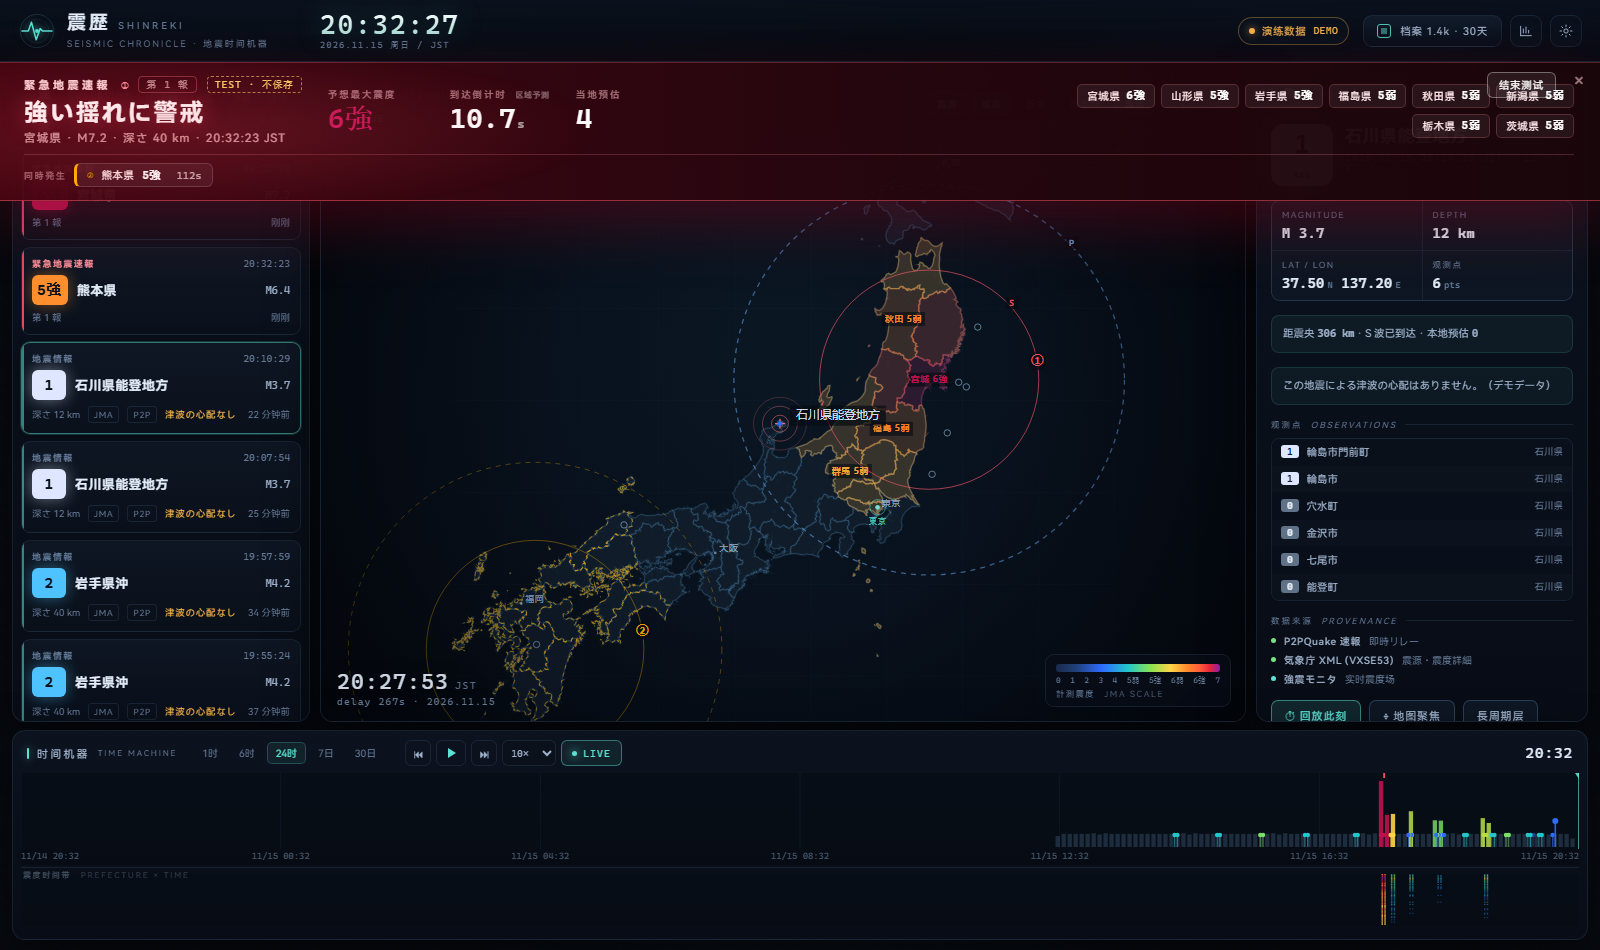 震歴 SHINREKI
SEISMIC CHRONICLE · 地震时间机器
20:32:27
2026.11.15 周日 / JST
演练数据 DEMO
档案 1.4k · 30天
緊急地震速報 ① 第 1 報 TEST · 不保存
強い揺れに警戒
宮城県 · M7.2 · 深さ 40 km · 20:32:23 JST
予想最大震度
6強
到达倒计时 区域予測
10.7s
当地预估
4
结束测试
×
宮城県 6強 山形県 5強 岩手県 5強 福島県 5弱 秋田県 5弱 新潟県 5弱
栃木県 5弱 茨城県 5弱
同時発生 ② 熊本県 5強 112s
第 1 報 刚刚
緊急地震速報 20:32:23
5強 熊本県 M6.4
第 1 報 刚刚
地震情報 20:10:29
1 石川県能登地方 M3.7
深さ 12 km JMA P2P 津波の心配なし 22 分钟前
地震情報 20:07:54
1 石川県能登地方 M3.7
深さ 12 km JMA P2P 津波の心配なし 25 分钟前
地震情報 19:57:59
2 岩手県沖 M4.2
深さ 40 km JMA P2P 津波の心配なし 34 分钟前
地震情報 19:55:24
2 岩手県沖 M4.2
深さ 40 km JMA P2P 津波の心配なし 37 分钟前
P
S
秋田 5弱
①
宮城 6強
石川県能登地方
福島 5弱
群馬 5弱
東京
東京
大阪
福岡
②
20:27:53 JST
delay 267s · 2026.11.15
0 1 2 3 4 5弱 5強 6弱 6強 7
計測震度 JMA SCALE
1 石川県能登地方
MAGNITUDE
M 3.7
DEPTH
12 km
LAT / LON
37.50 N 137.20 E
观测点
6 pts
距震央 306 km · S 波已到达 · 本地预估 0
この地震による津波の心配はありません。（デモデータ）
观测点 OBSERVATIONS
1 輪島市門前町 石川県
1 輪島市 石川県
0 穴水町 石川県
0 金沢市 石川県
0 七尾市 石川県
0 能登町 石川県
数据来源 PROVENANCE
P2PQuake 速報 即時リレー
気象庁 XML (VXSE53) 震源・震度詳細
強震モニタ 实时震度场
回放此刻 地图聚焦 長周期层
时间机器 TIME MACHINE 1时 6时 24时 7日 30日 10× LIVE 20:32
11/14 20:32 11/15 00:32 11/15 04:32 11/15 08:32 11/15 12:32 11/15 16:32 11/15 20:32
震度时间带 PREFECTURE × TIME